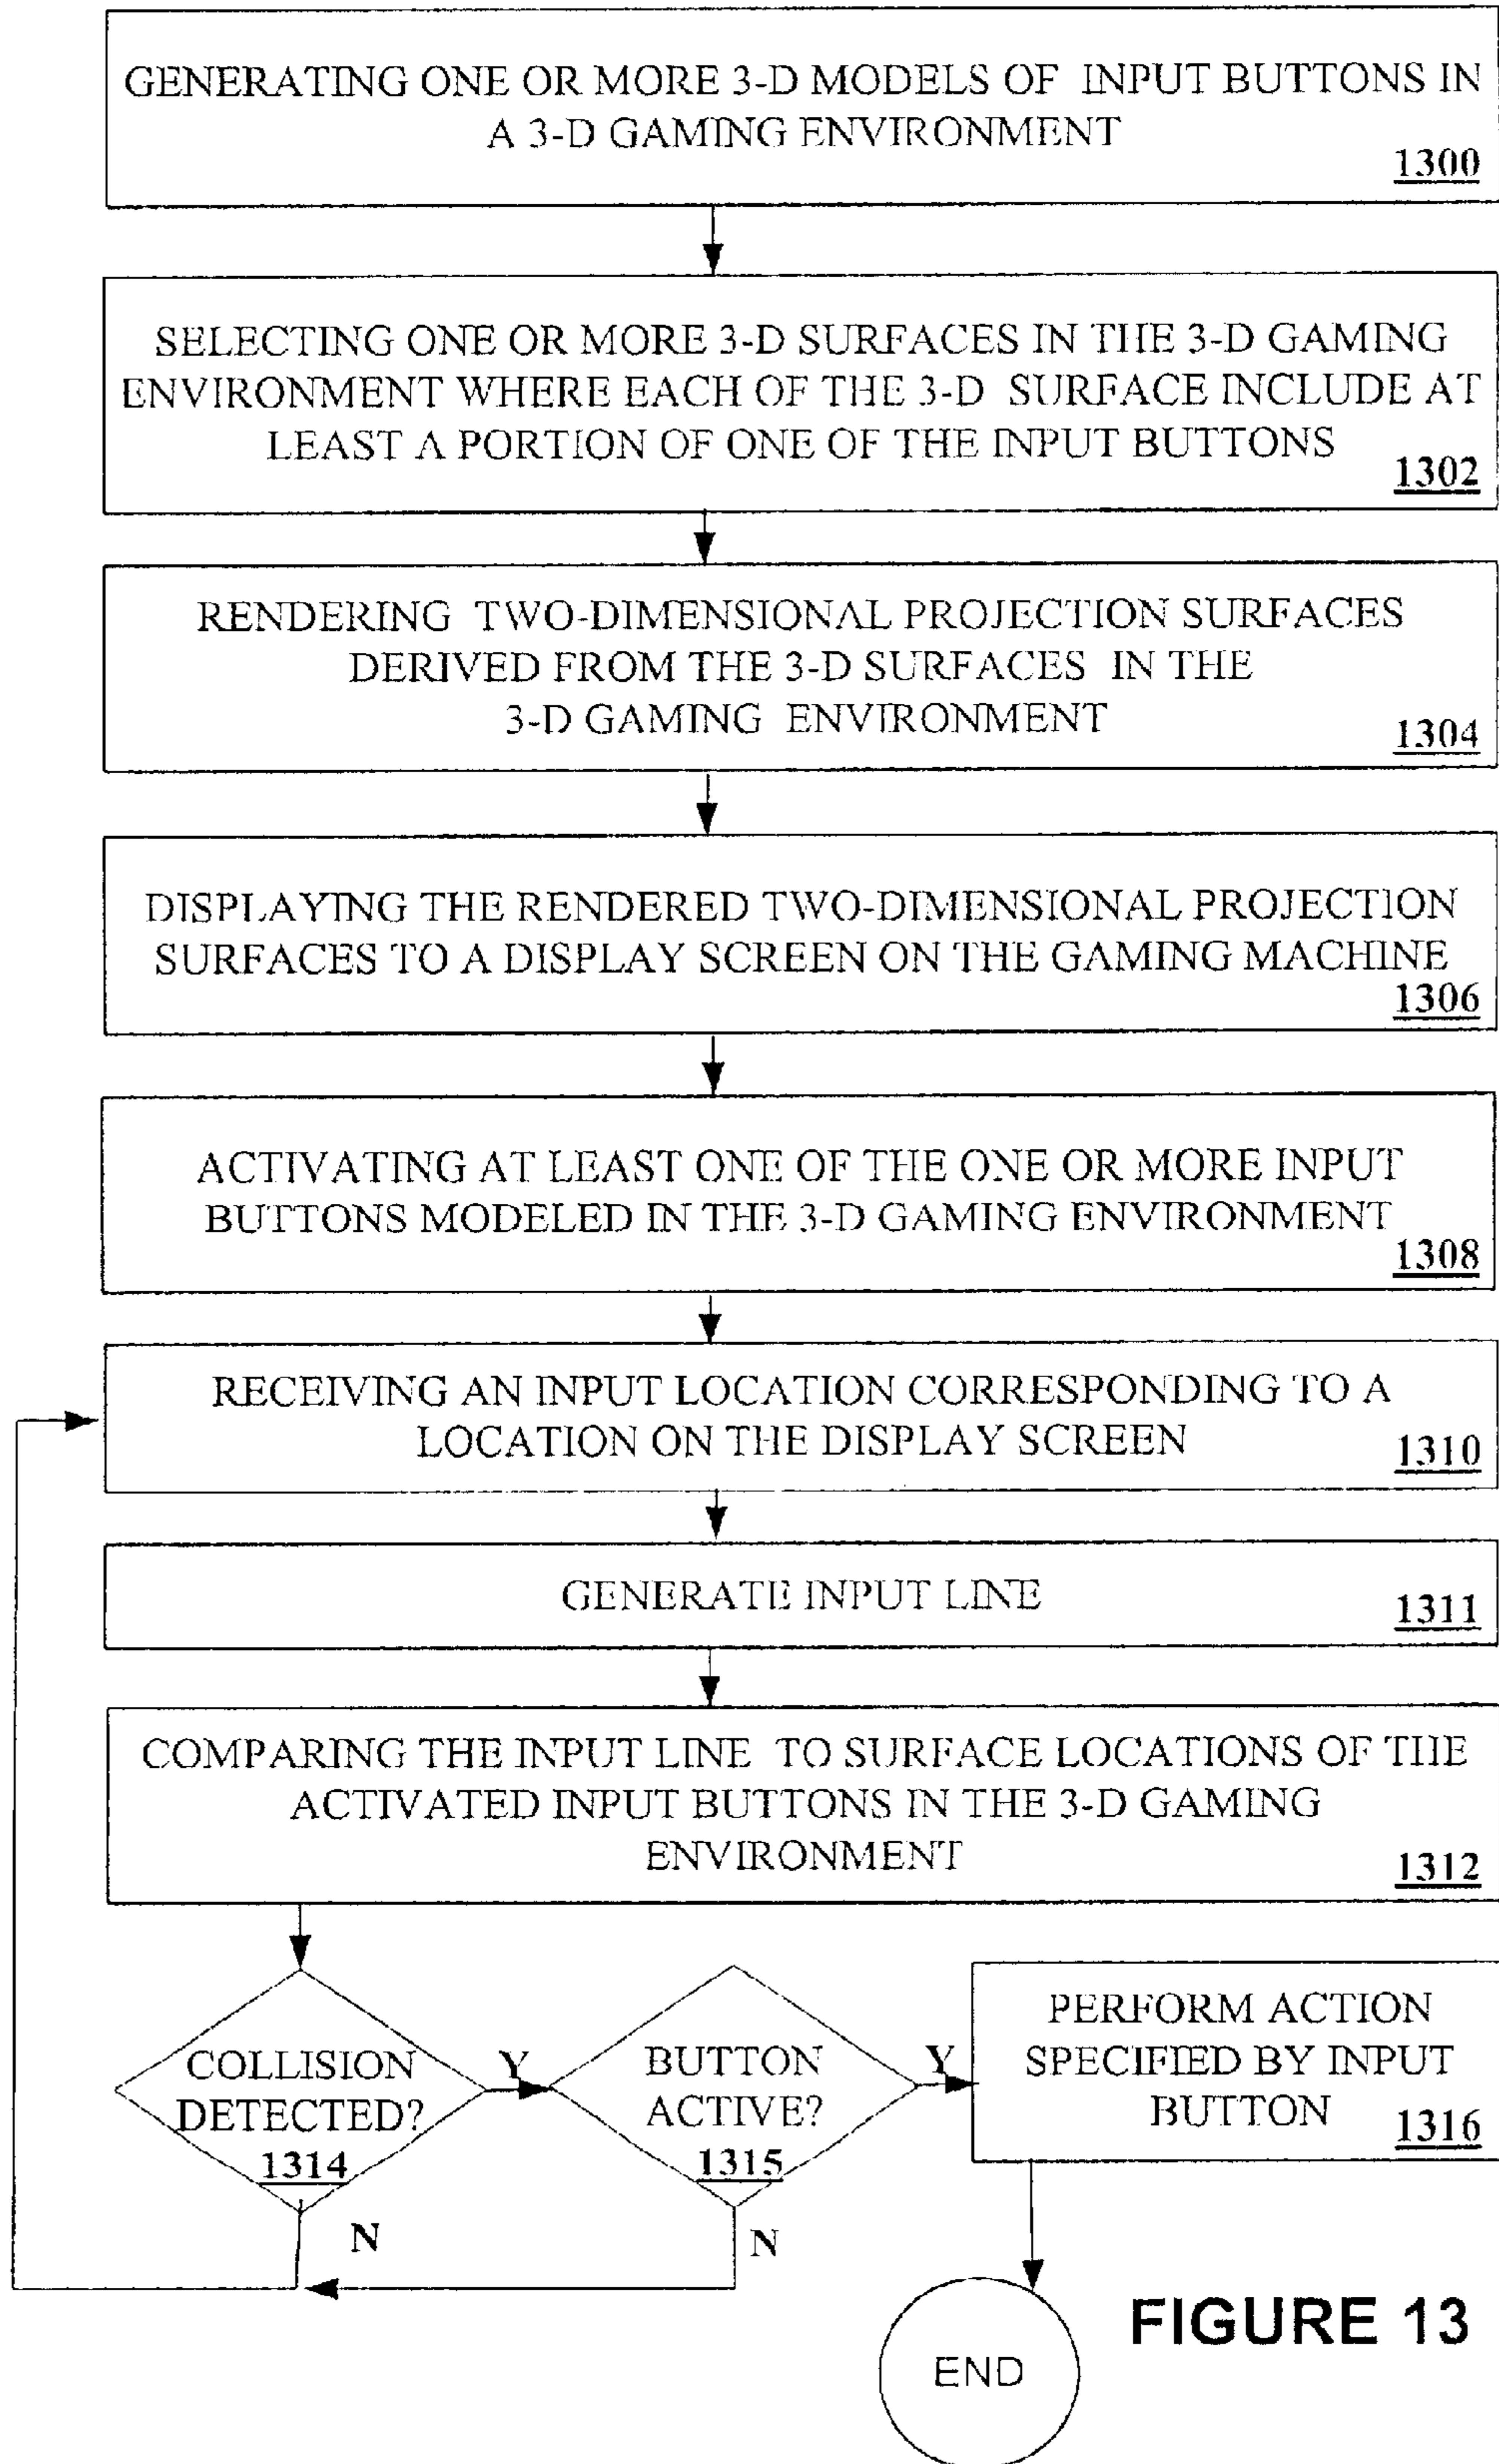 GENERATING ONE OR MORE 3-D MODELS OF INPUT BUTTONS IN
A 3-D GAMING ENVIRONMENT
1300
SELECTING ONE OR MORE 3-D SURFACES IN THE 3-D GAMING
ENVIRONMENT WHERE EACH OF THE 3-D SURFACE INCLUDE AT
LEAST A PORTION OF ONE OF THE INPUT BUTTONS
1302
RENDERING TWO-DIMENSIONAL PROJECTION SURFACES
DERIVED FROM THE 3-D SURFACES IN THE
3-D GAMING ENVIRONMENT
1304
DISPLAYING THE RENDERED TWO-DIMENSIONAL PROJECTION
SURFACES TO A DISPLAY SCREEN ON THE GAMING MACHINE
1306
ACTIVATING AT LEAST ONE OF THE ONE OR MORE INPUT
BUTTONS MODELED IN THE 3-D GAMING ENVIRONMENT
1308
RECEIVING AN INPUT LOCATION CORRESPONDING TO A
LOCATION ON THE DISPLAY SCREEN
1310
GENERATE INPUT LINE
1311
COMPARING THE INPUT LINE TO SURFACE LOCATIONS OF THE
ACTIVATED INPUT BUTTONS IN THE 3-D GAMING
ENVIRONMENT
1312
COLLISION
DETECTED?
1314
Y
N
BUTTON
ACTIVE?
1315
Y
N
PERFORM ACTION
SPECIFIED BY INPUT
BUTTON
1316
END
FIGURE 13